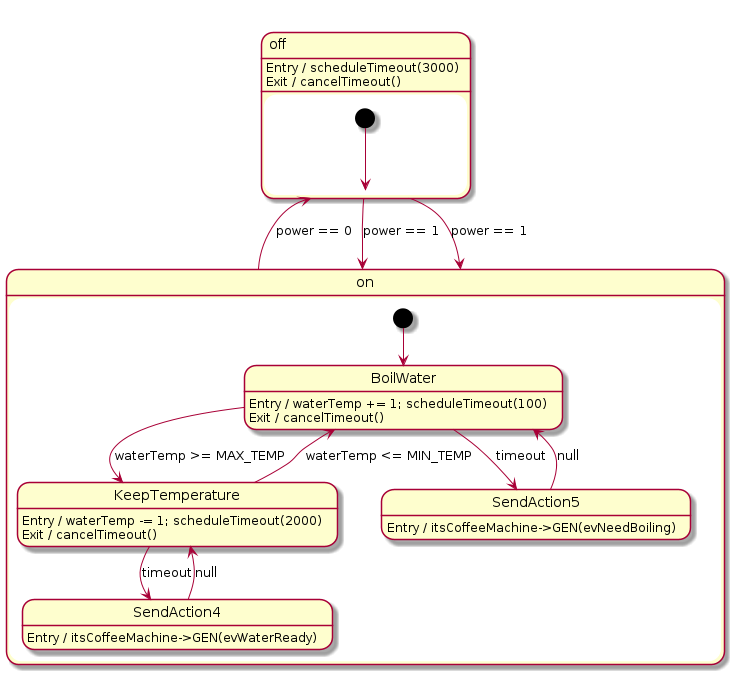 off
Entry / scheduleTimeout(3000)
Exit / cancelTimeout()
power == 0
power == 1
power == 1
on
BoilWater
Entry / waterTemp += 1; scheduleTimeout(100)
Exit / cancelTimeout()
waterTemp >= MAX_TEMP
waterTemp <= MIN_TEMP
timeout
null
KeepTemperature
Entry / waterTemp -= 1; scheduleTimeout(2000)
Exit / cancelTimeout()
SendAction5
Entry / itsCoffeeMachine->GEN(evNeedBoiling)
timeout
null
SendAction4
Entry / itsCoffeeMachine->GEN(evWaterReady)